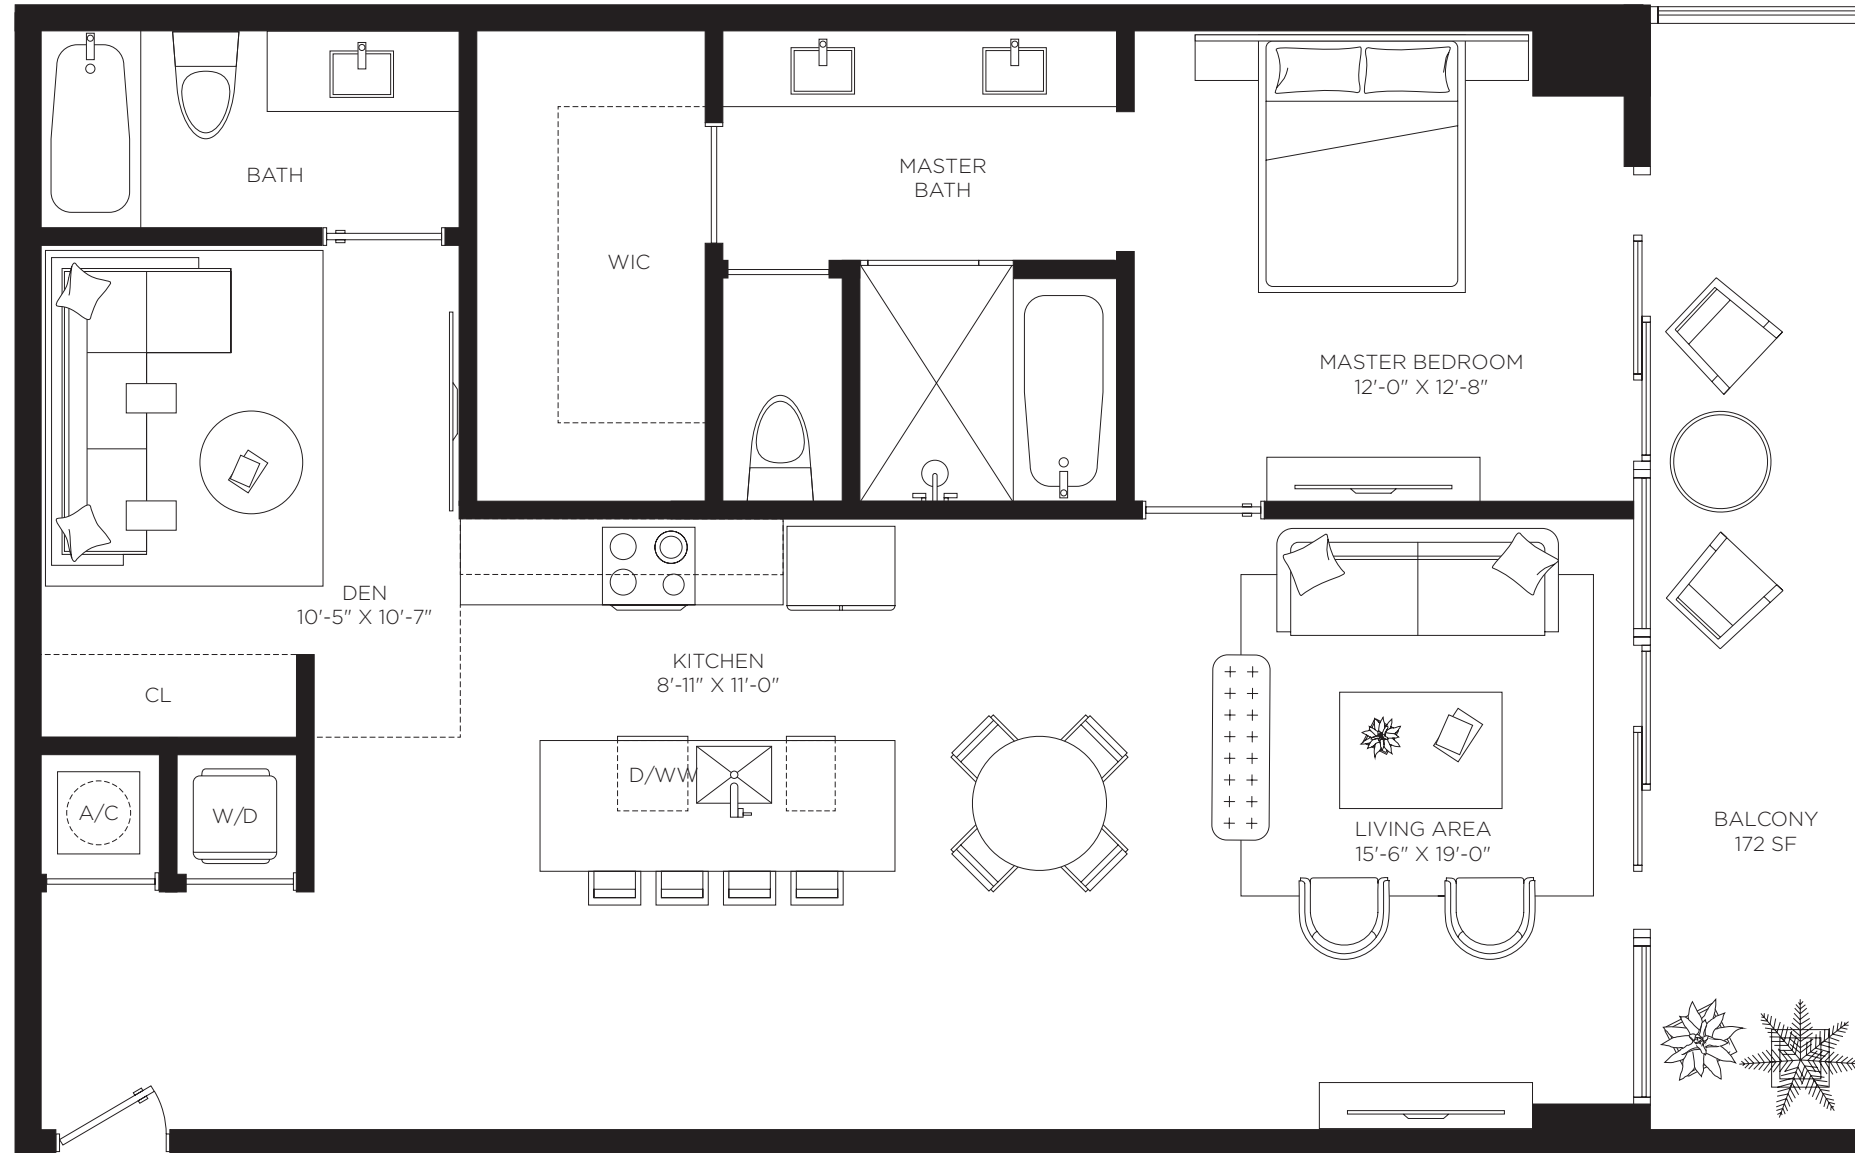 BATH
MASTER
BATH
WIC
MASTER BEDROOM
12'-0" X 12'-8"
DEN
10'-5" X 10'-7"
KITCHEN
8'-11" X 11'-0"
CL
D/WW
A/C
W/D
LIVING AREA
15'-6" X 19'-0"
BALCONY
172 SF